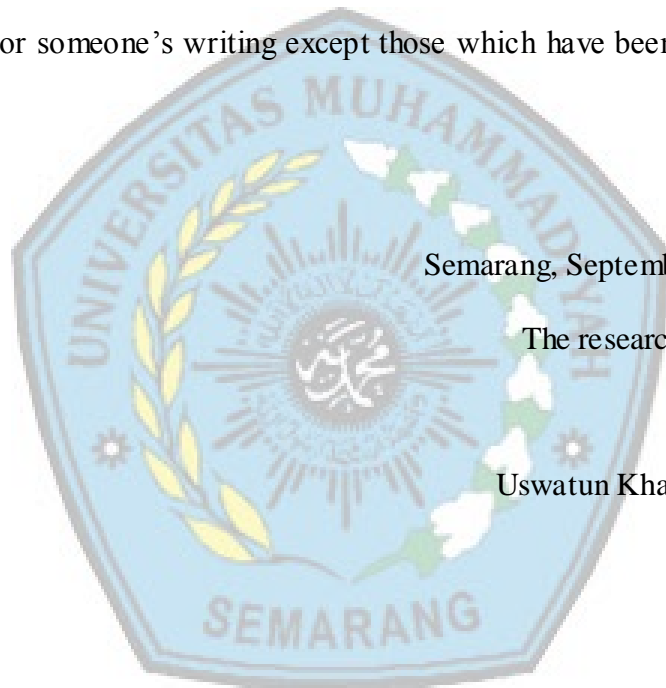 or someone's writing except those which have been
UNIVERSITAS MUHAMMADIYAH
Semarang, Septemb
The researc
Uswatun Kha
SEMARANG